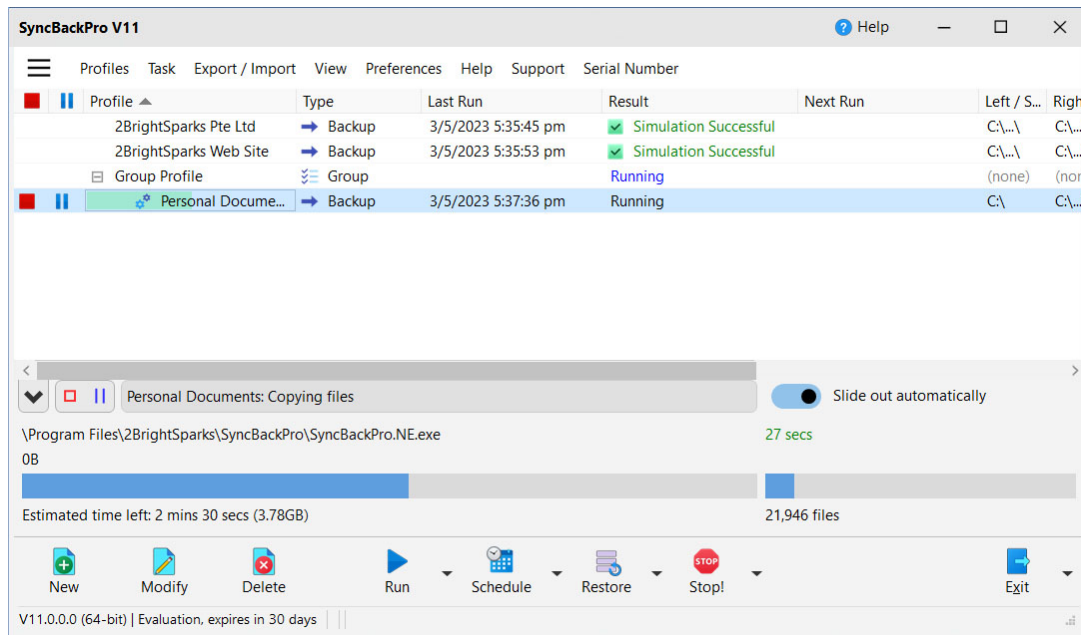 SyncBackPro V11 ? Help
Profiles Task Export / Import View Preferences Help Support Serial Number
Profile Type Last Run Result Next Run Left / S... Righ
2BrightSparks Pte Ltd Backup 3/5/2023 5:35:45 pm Simulation Successful C:\...\ C:\...
2BrightSparks Web Site Backup 3/5/2023 5:35:53 pm Simulation Successful C:\...\ C:\...
Group Profile Group Running (none) (nor
Personal Docume... Backup 3/5/2023 5:37:36 pm Running C:\ C:\...
Personal Documents: Copying files Slide out automatically
\Program Files\2BrightSparks\SyncBackPro\SyncBackPro.NE.exe 27 secs
0B
Estimated time left: 2 mins 30 secs (3.78GB) 21,946 files
STOP
New Modify Delete Run Schedule Restore Stop! Exit
V11.0.0.0 (64-bit) | Evaluation, expires in 30 days